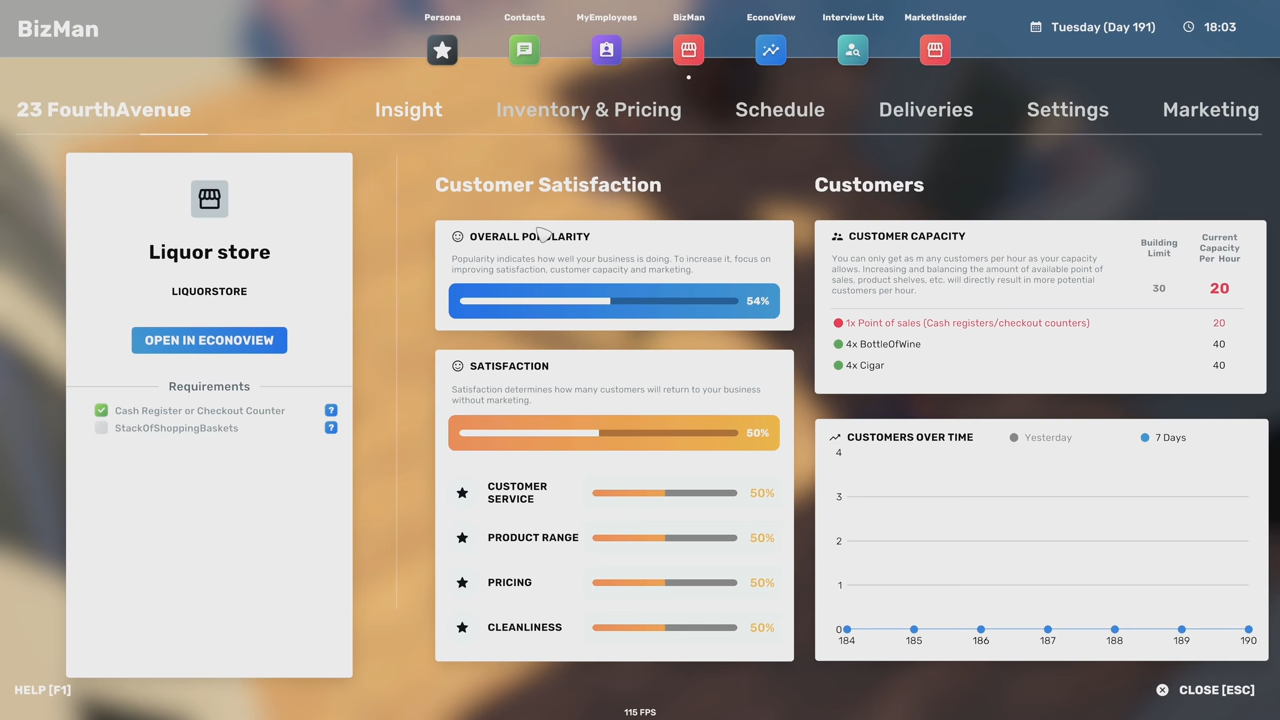 BizMan
Persona
Contacts
MyEmployees
BizMan
EconoView
Interview Lite
MarketInsider
Tuesday (Day 191)
18:03
23 FourthAvenue
Insight
Inventory & Pricing
Schedule
Deliveries
Settings
Marketing
Liquor store
LIQUORSTORE
OPEN IN ECONOVIEW
Requirements
Cash Register or Checkout Counter
?
StackOfShoppingBaskets
?
Customer Satisfaction
OVERALL POPULARITY
Popularity indicates how well your business is doing. To increase it, focus on
improving satisfaction, customer capacity and marketing.
54%
SATISFACTION
Satisfaction determines how many customers will return to your business
without marketing.
50%
CUSTOMER
SERVICE
50%
PRODUCT RANGE
50%
PRICING
50%
CLEANLINESS
50%
Customers
CUSTOMER CAPACITY
You can only get as m any customers per hour as your capacity
allows. Increasing and balancing the amount of available point of
sales, product shelves, etc. will directly result in more potential
customers per hour.
Building
Limit
30
Current
Capacity
Per Hour
20
1x Point of sales (Cash registers/checkout counters)
20
4x BottleOfWine
40
4x Cigar
40
CUSTOMERS OVER TIME
Yesterday
7 Days
4
3
2
1
0
184
185
186
187
188
189
190
HELP [F1]
CLOSE [ESC]
115 FPS